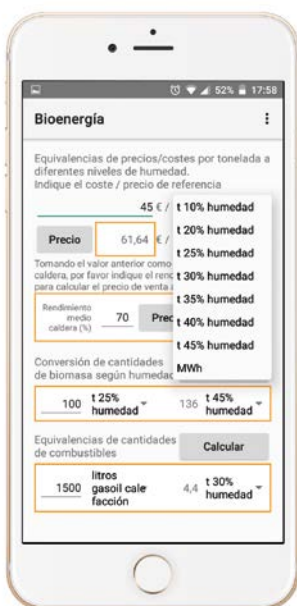 52% 17:58
Bioenergía
Equivalencias de precios/costes por tonelada a
diferentes niveles de humedad.
Indique el coste / precio de
referencia
45 € /
t 10% humedad
t 20% humedad
t 25% humedad
t 30% humedad
t 35% humedad
t 40% humedad
t 45% humedad
MWh
Precio 61,64 € /
Tomando el valor anterior como
caldera, por favor indique el
para calcular el precio de venta
Rendimiento
medio
caldera (%)
70
Conversión de cantidades
de biomasa según
100 t 25%
humedad
136 t 45%
humedad
Equivalencias de cantidades
de combustibles
Calcular
1500 litros
gasoil cale
facción
4,4 t 30%
humedad